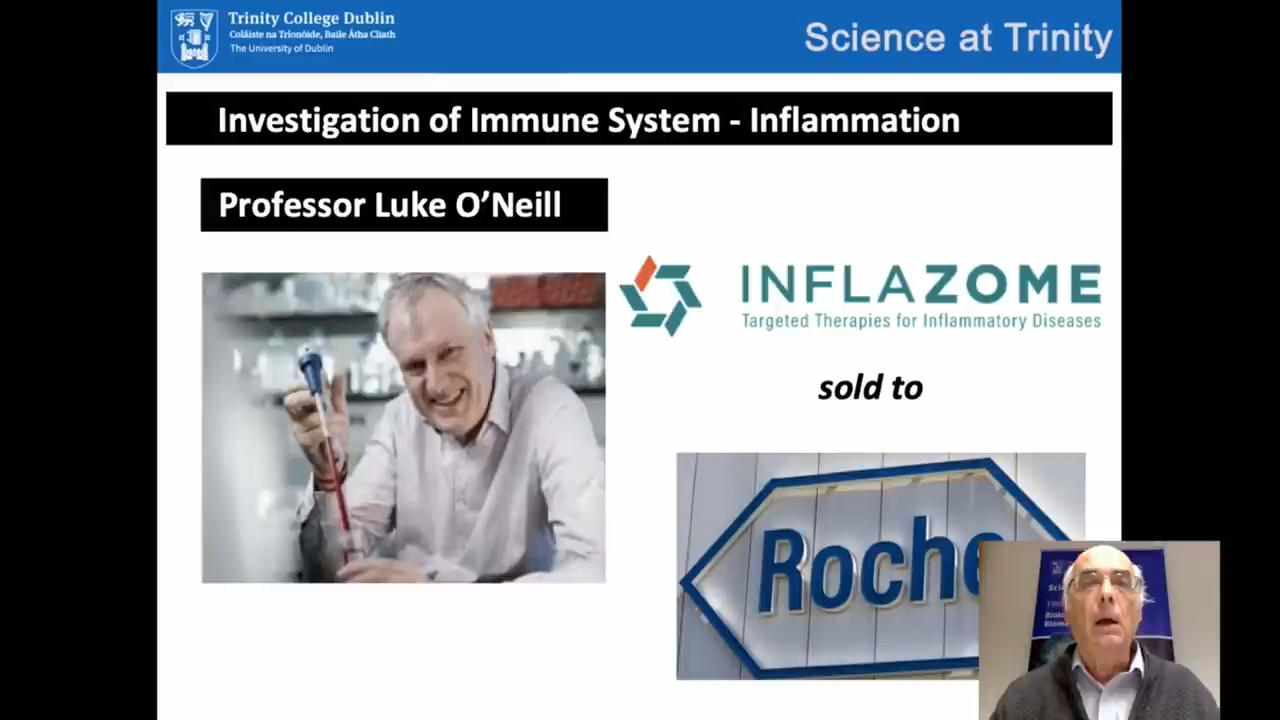 Trinity College Dublin
Coláiste na Tríonóide, Baile Átha Cliath
The University of Dublin
Science at Trinity
Investigation of Immune System - Inflammation
Professor Luke O’Neill
INFLAZOME
Targeted Therapies for Inflammatory Diseases
sold to
Roche